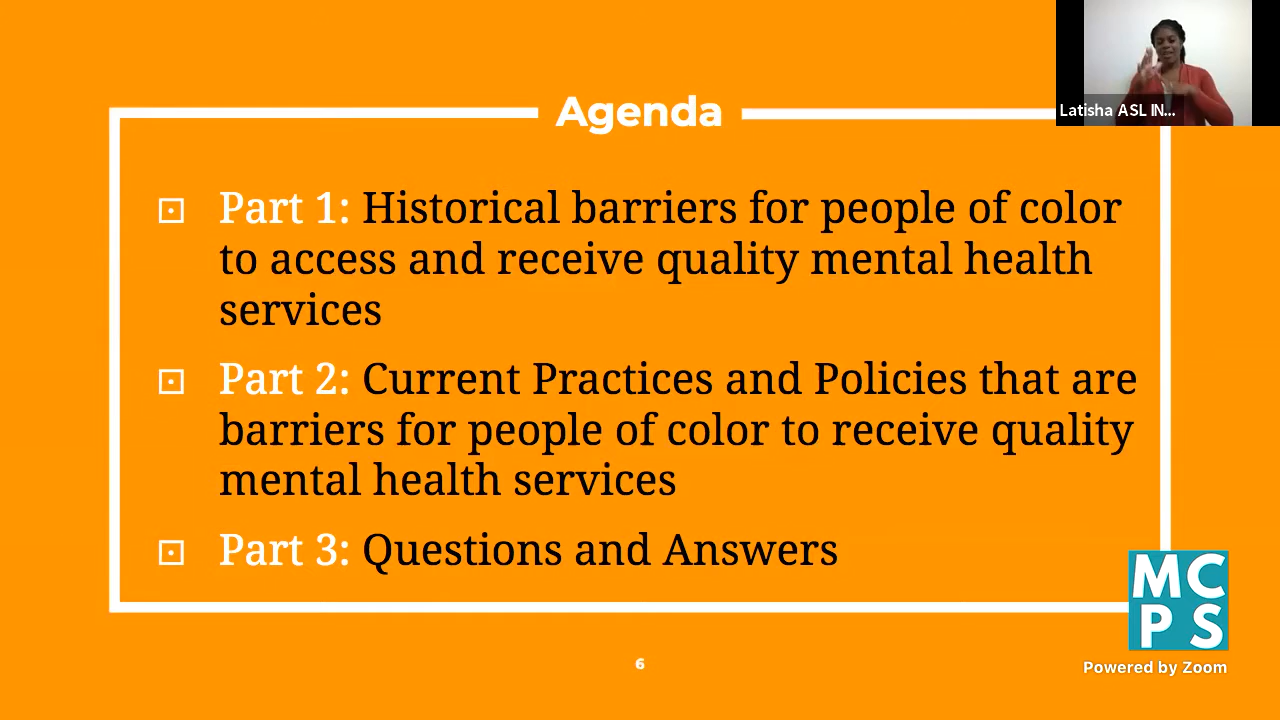 Latisha ASL IN...
Agenda
Part 1: Historical barriers for people of color
to access and receive quality mental health
services
Part 2: Current Practices and Policies that are
barriers for people of color to receive quality
mental health services
Part 3: Questions and Answers
MC
PS
6
Powered by Zoom